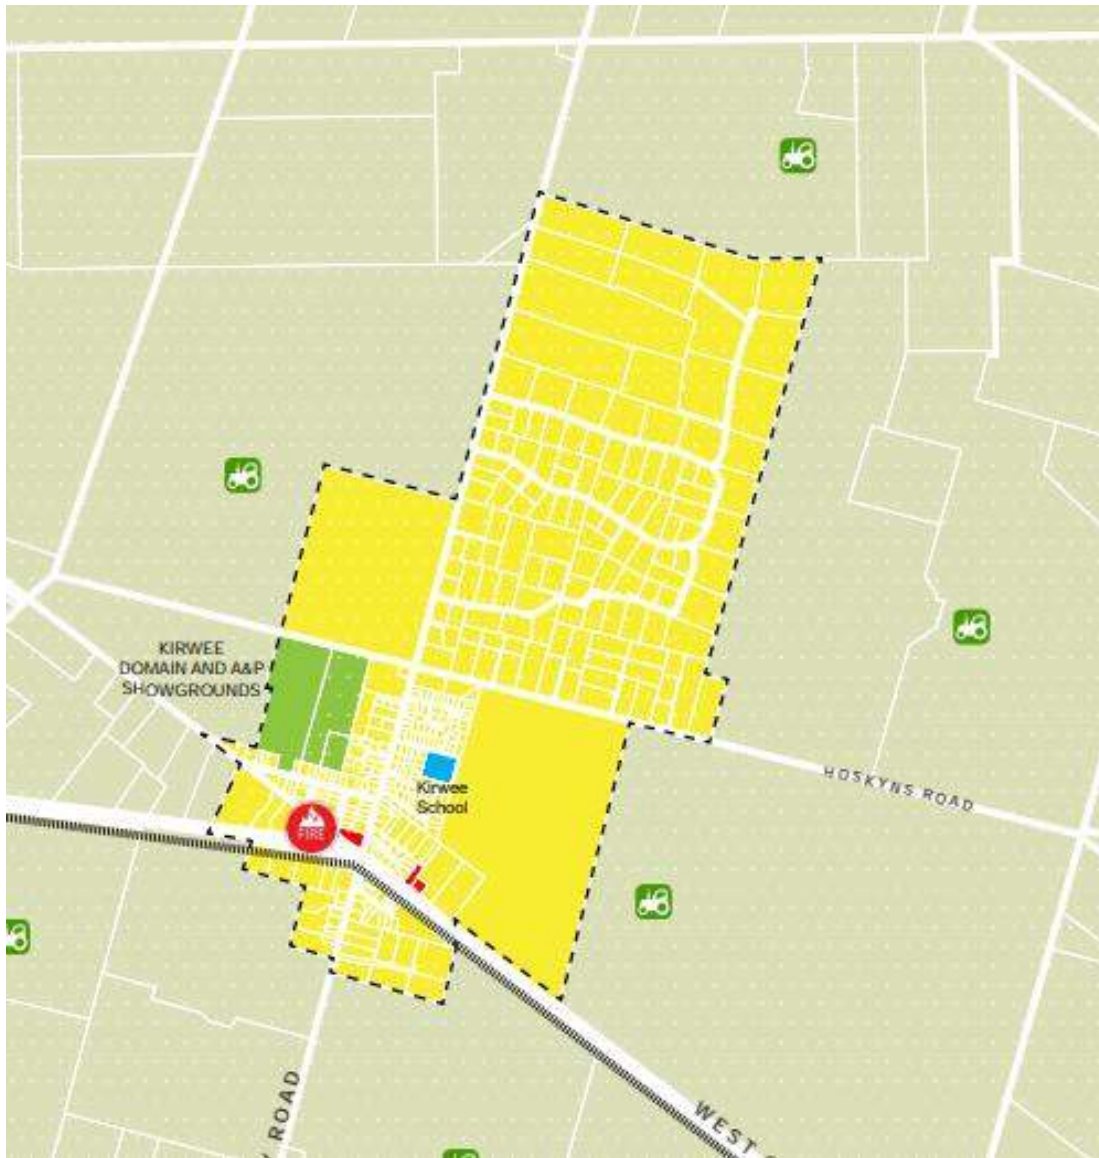 KIRWEE
DOMAIN AND A&P
SHOWGROUNDS
Kirwee
School
FIRE
HOSKYNS ROAD
ROAD
WEST